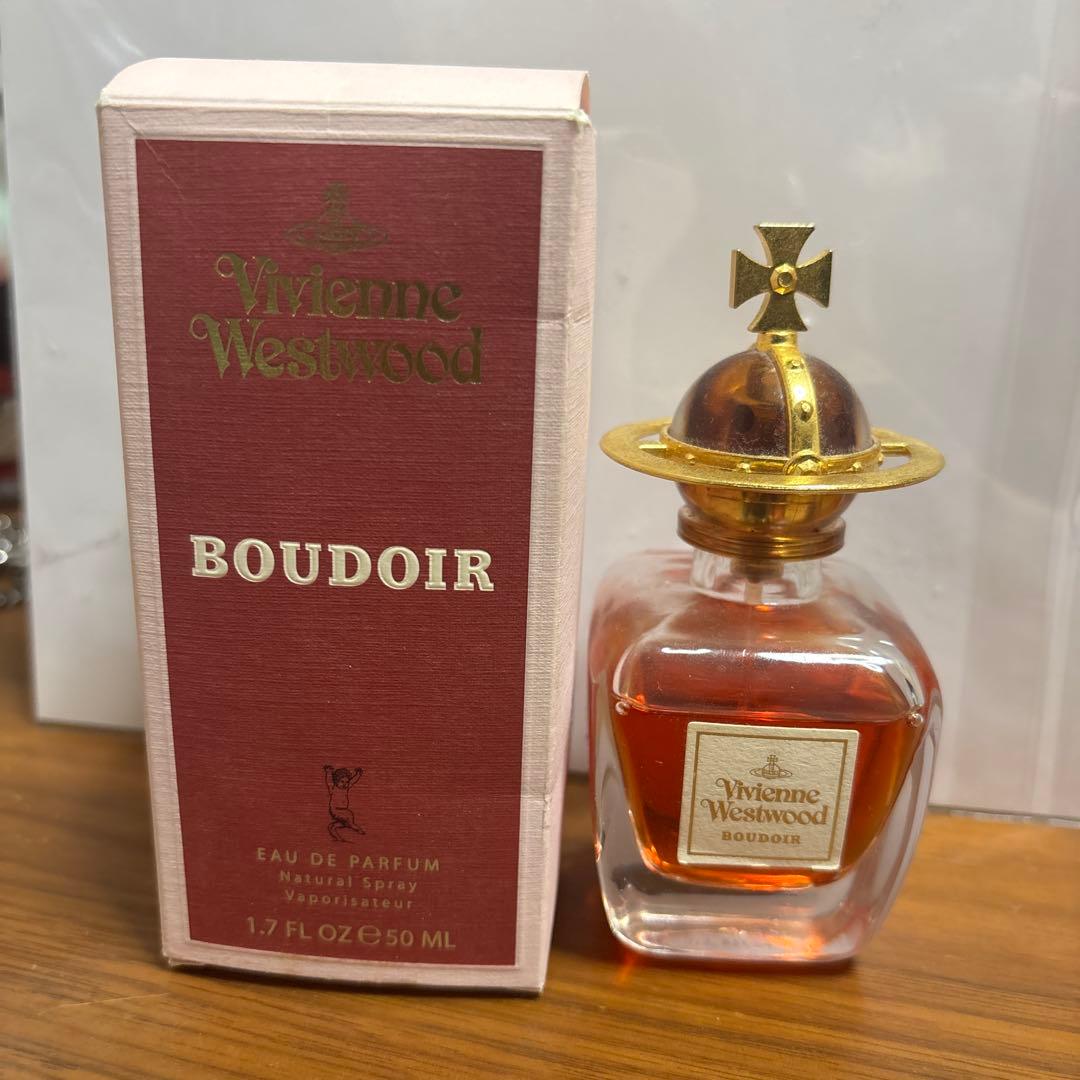 Vivienne
Westwood
BOUDOIR
EAU DE PARFUM
Natural Spray
Vaporisateur
1.7 FL OZ ℮ 50 ML
Vivienne
Westwood
BOUDOIR